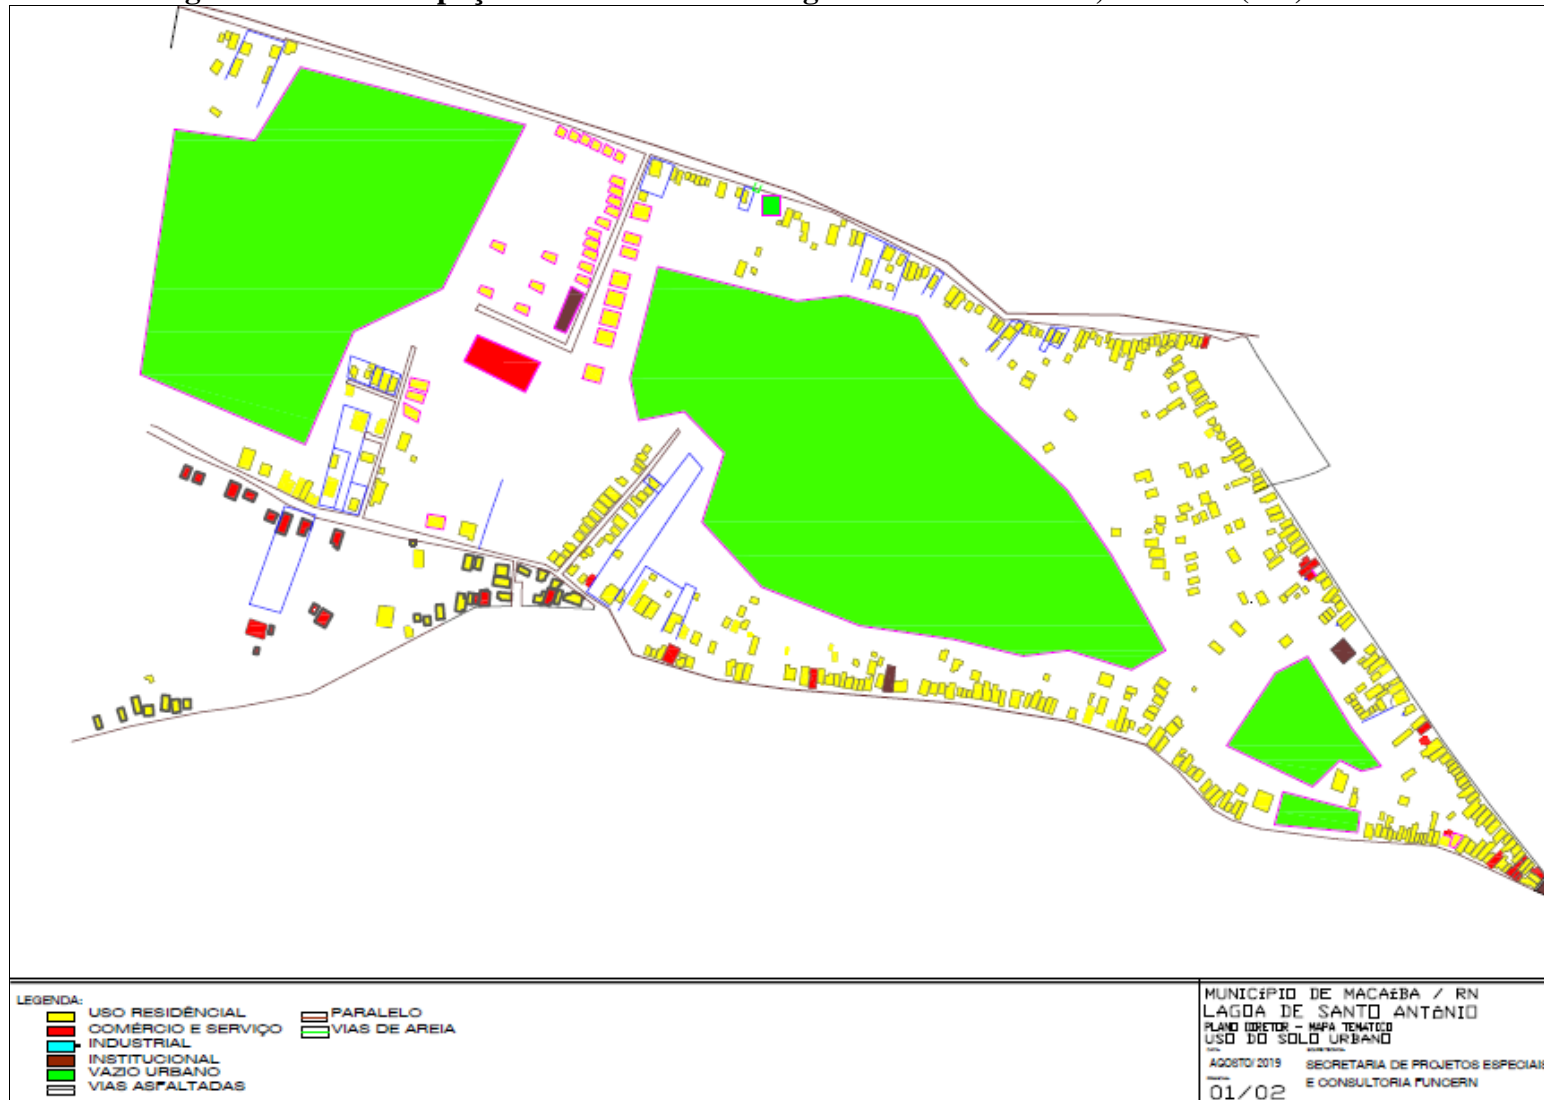 LEGENDA:
USO RESIDÊNCIAL
COMÉRCIO E SERVIÇO
INDUSTRIAL
INSTITUCIONAL
VAZIO URBANO
VIAS ASPALTADAS
PARALELO
VIAS DE AREIA
MUNICíPIO DE MACAíBA / RN
LAGOA DE SANTO ANTÔNIO
PLANO DIRETOR - MAPA TEMATICO
USO DO SOLO URBANO
AGOSTO/2019
SECRETARIA DE PROJETOS ESPECIAIS
E CONSULTORIA FUNCERN
01/02